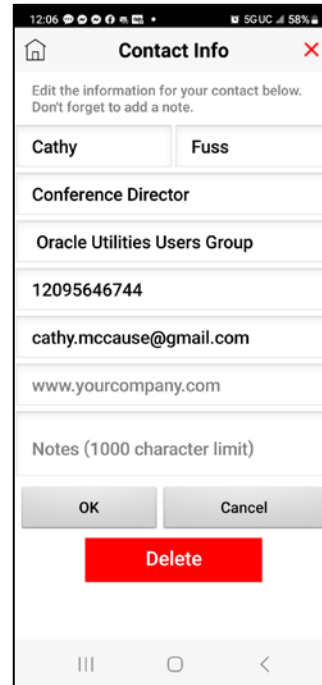 12:06 5GUC 58%
Contact Info
Edit the information for your contact below.
Don't forget to add a note.
Cathy Fuss
Conference Director
Oracle Utilities Users Group
12095646744
cathy.mccause@gmail.com
www.yourcompany.com
Notes (1000 character limit)
OK Cancel
Delete